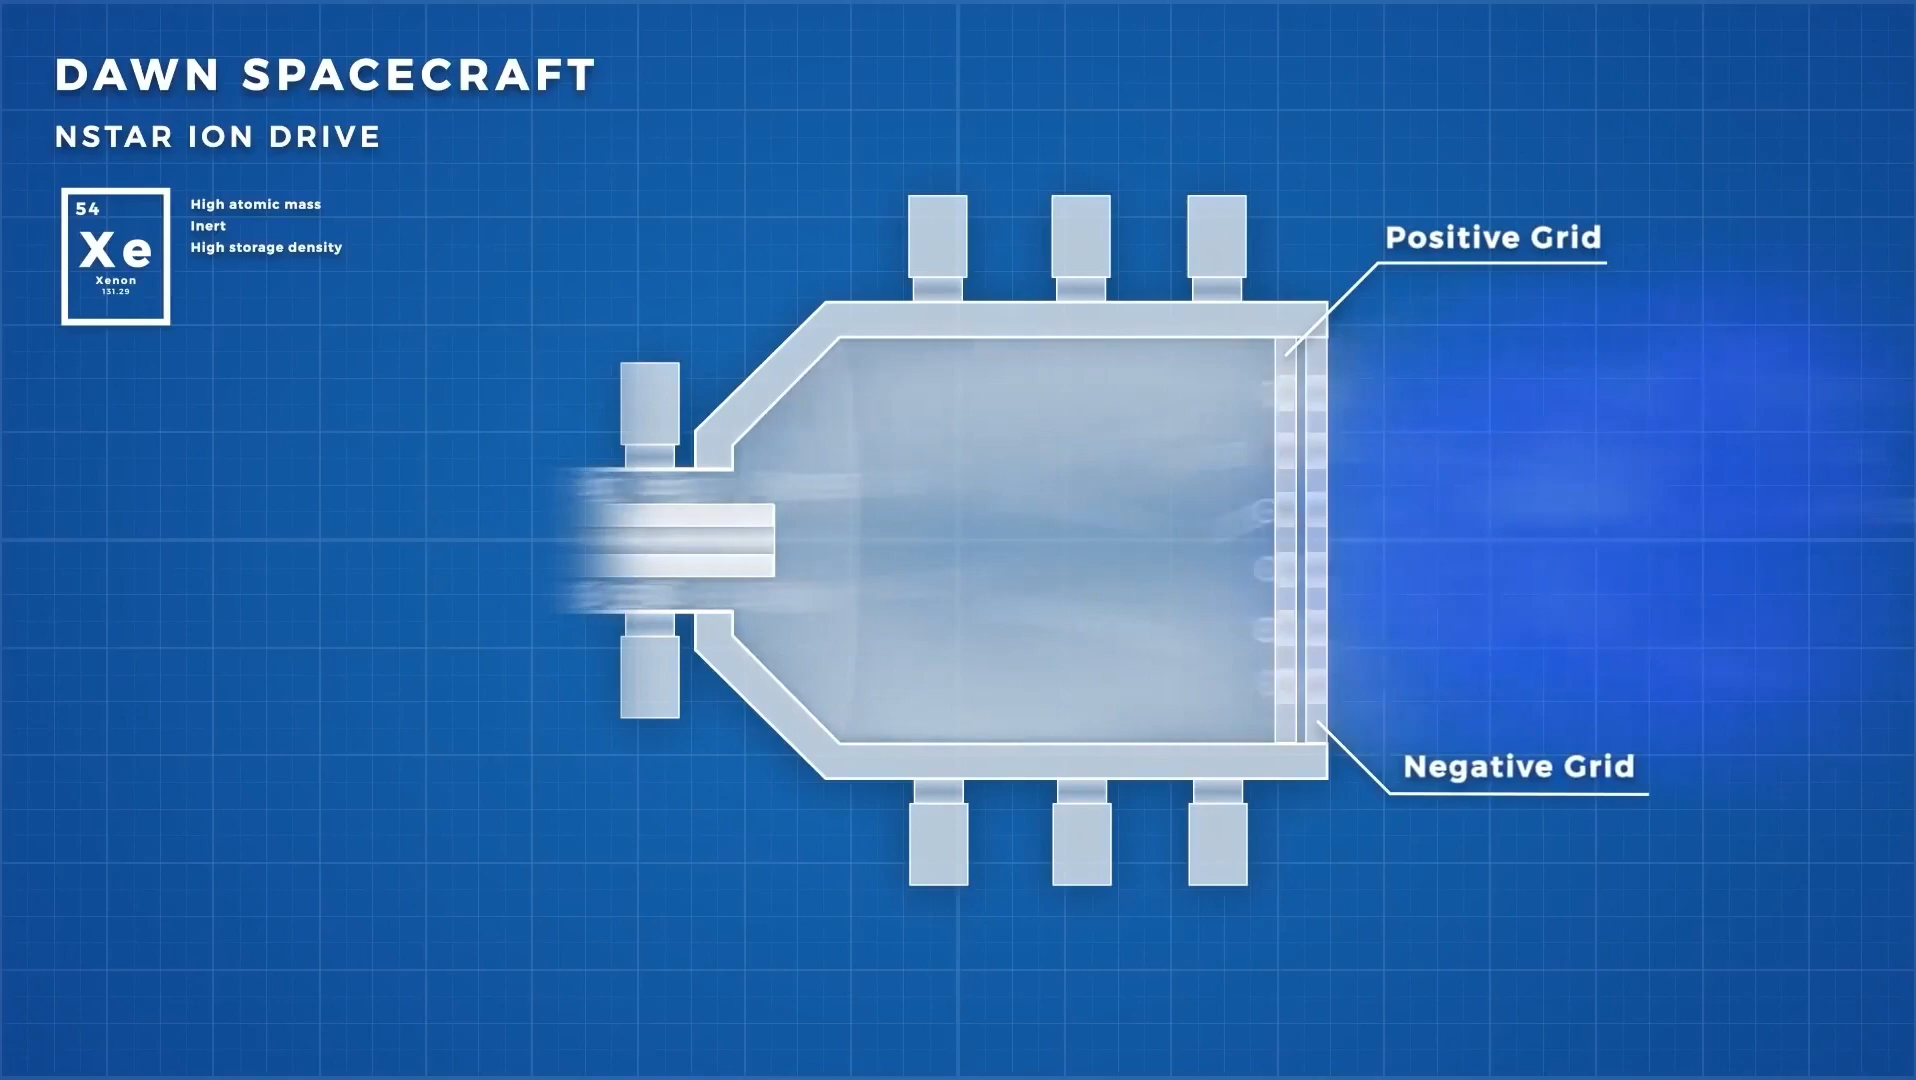 DAWN SPACECRAFT
NSTAR ION DRIVE
54
Xe
Xenon
131.29
High atomic mass
Inert
High storage density
Positive Grid
Negative Grid